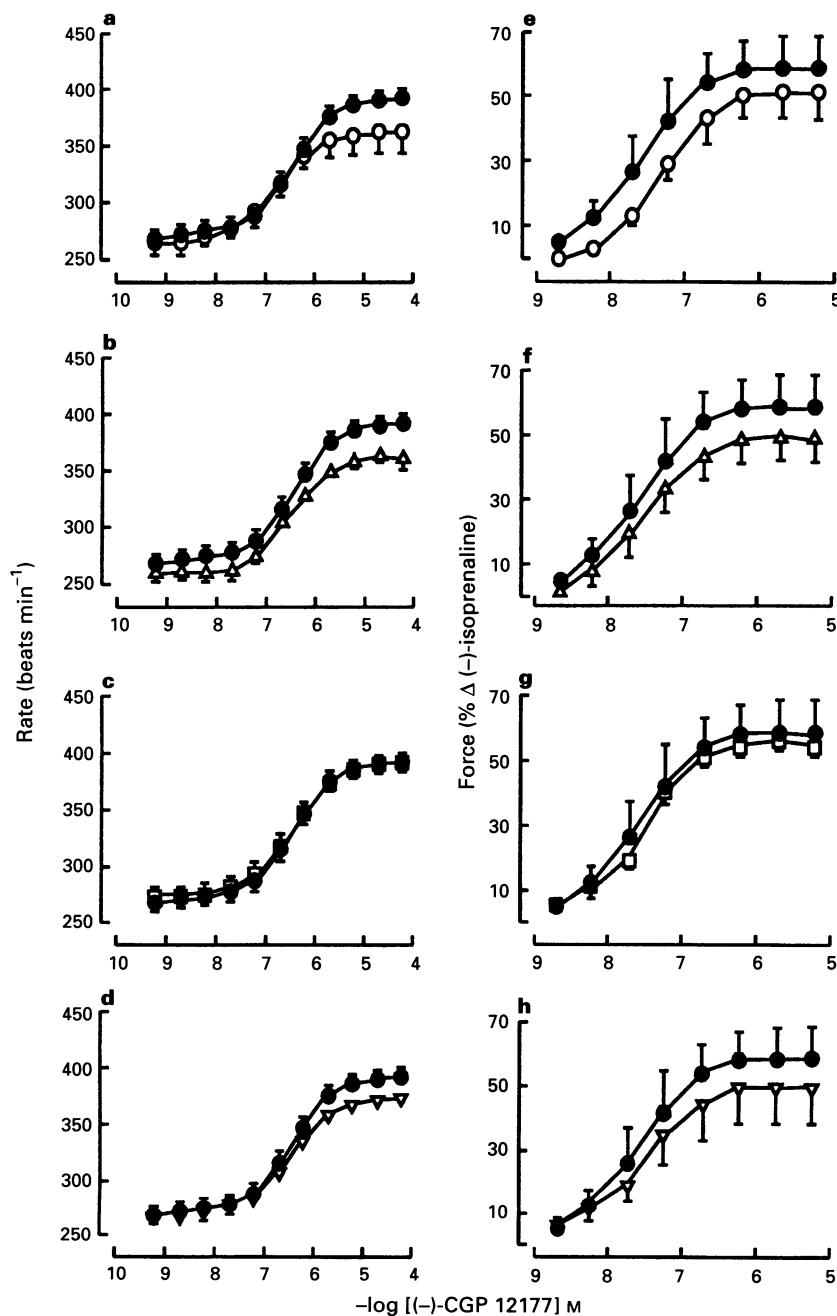 a
450
400
350
300
250
10 9 8 7 6 5 4
e
70
50
30
10
9 8 7 6 5
b
450
400
350
300
250
10 9 8 7 6 5 4
f
70
50
30
10
9 8 7 6 5
c
450
400
350
300
250
10 9 8 7 6 5 4
g
70
50
30
10
9 8 7 6 5
d
450
400
350
300
250
10 9 8 7 6 5 4
h
70
50
30
10
9 8 7 6 5
Rate (beats min⁻¹)
Force (% Δ (–)-isoprenaline)
–log [(–)-CGP 12177] M